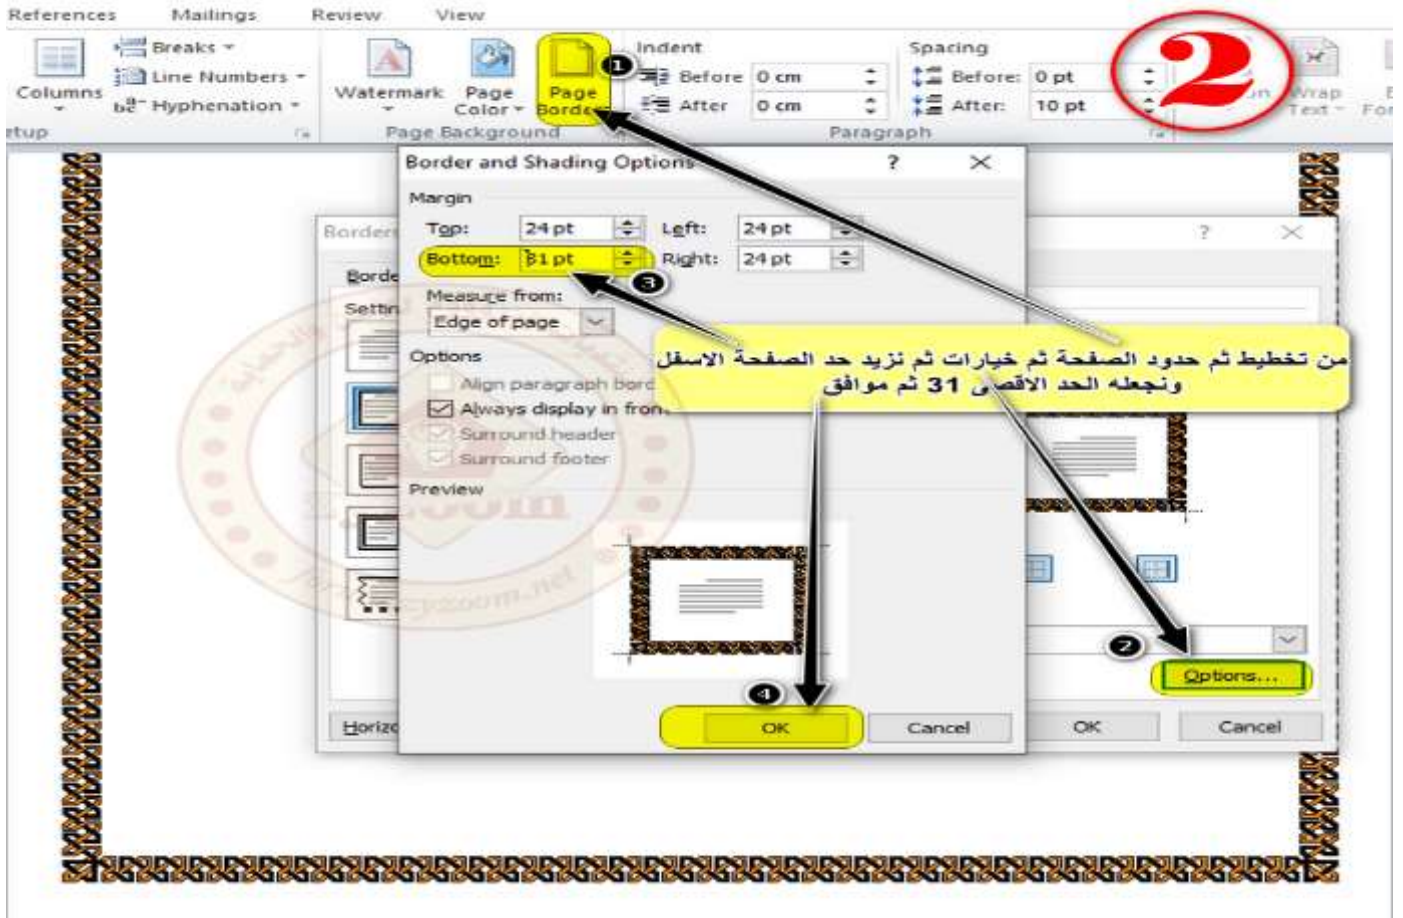 References Mailings Review View
Breaks
Line Numbers
Columns
Hyphenation
Watermark Page Color Page Borders
Page Background
Indent
Before 0 cm
After 0 cm
Spacing
Before: 0 pt
After: 10 pt
Paragraph
Wrap Text
2
1
Border and Shading Options ? ×
Margin
Top: 24 pt Left: 24 pt
Bottom: 31 pt Right: 24 pt
3
Measure from:
Edge of page
من تخطيط ثم حدود الصفحة ثم خيارات ثم نزيد حد الصفحة الاسفل
ونجعله الحد الاقصى 31 ثم موافق
Options
Always display in front
Surround header
Surround footer
Preview
2
Options...
4
OK Cancel
OK Cancel